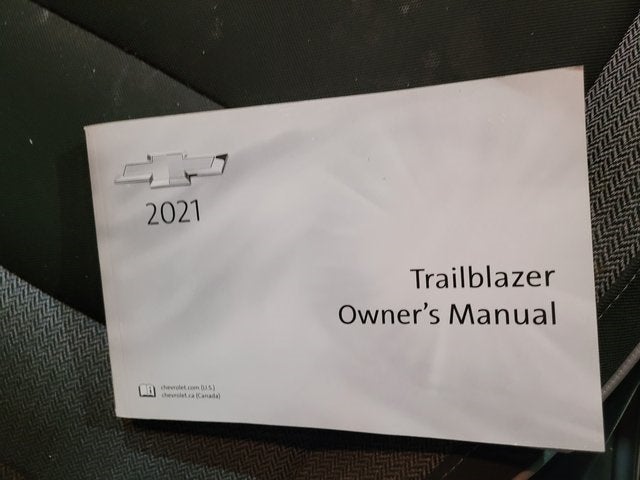 2021
Trailblazer
Owner's Manual
chevrolet.com (U.S.)
chevrolet.ca (Canada)